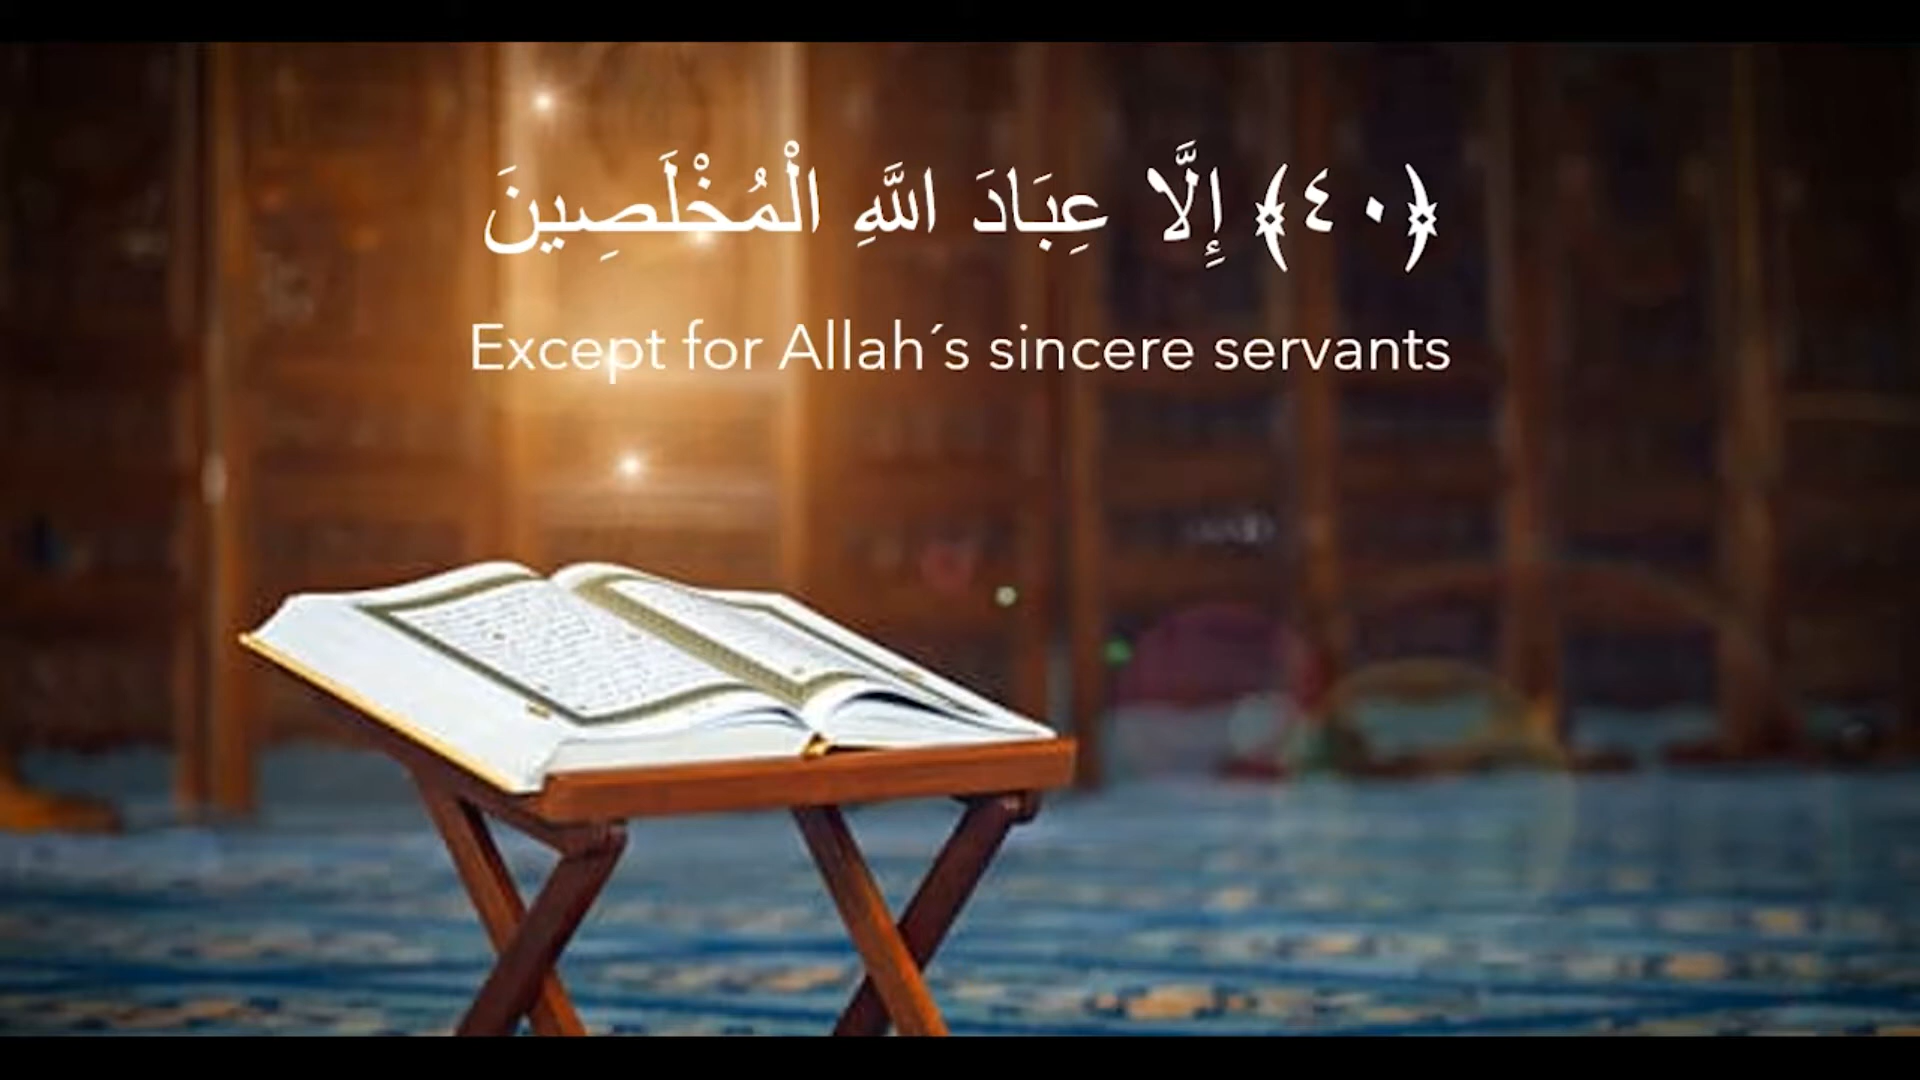 ﴿٤٠﴾ إِلَّا عِبَادَ اللَّهِ الْمُخْلَصِينَ
Except for Allah´s sincere servants